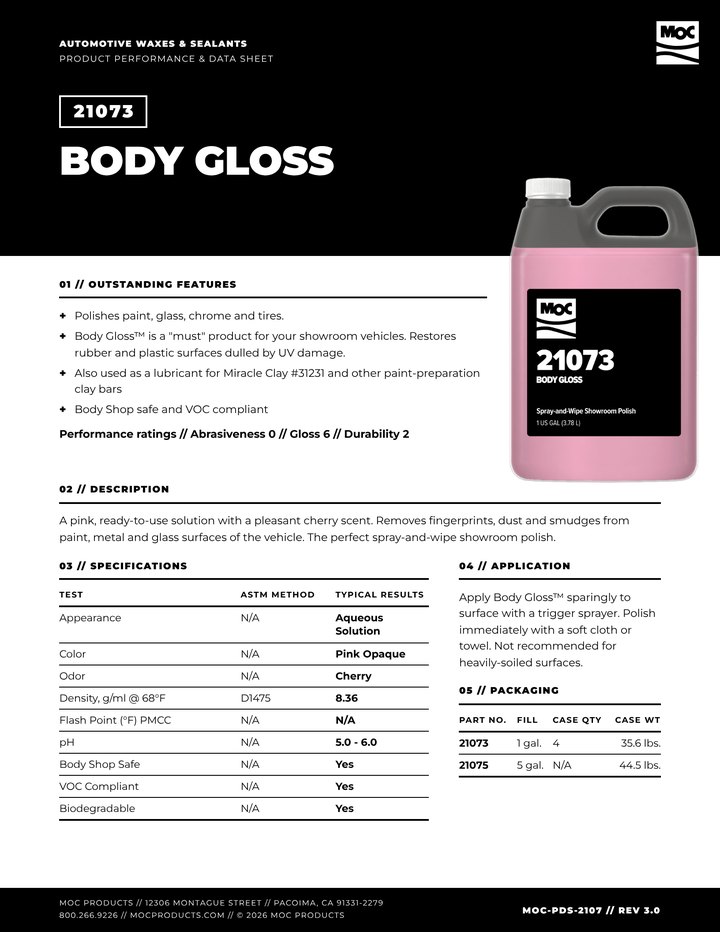 AUTOMOTIVE WAXES & SEALANTS
PRODUCT PERFORMANCE & DATA SHEET
MOC
21073
BODY GLOSS
01 // OUTSTANDING FEATURES
+ Polishes paint, glass, chrome and tires.
+ Body Gloss™ is a "must" product for your showroom vehicles. Restores
rubber and plastic surfaces dulled by UV damage.
+ Also used as a lubricant for Miracle Clay #31231 and other paint-preparation
clay bars
+ Body Shop safe and VOC compliant
Performance ratings // Abrasiveness 0 // Gloss 6 // Durability 2
MOC
21073
BODY GLOSS
Spray-and-Wipe Showroom Polish
1 US GAL (3.78 L)
02 // DESCRIPTION
A pink, ready-to-use solution with a pleasant cherry scent. Removes fingerprints, dust and smudges from
paint, metal and glass surfaces of the vehicle. The perfect spray-and-wipe showroom polish.
03 // SPECIFICATIONS
TEST ASTM METHOD TYPICAL RESULTS
Appearance N/A Aqueous
Solution
Color N/A Pink Opaque
Odor N/A Cherry
Density, g/ml @ 68°F D1475 8.36
Flash Point (°F) PMCC N/A N/A
pH N/A 5.0 - 6.0
Body Shop Safe N/A Yes
VOC Compliant N/A Yes
Biodegradable N/A Yes
04 // APPLICATION
Apply Body Gloss™ sparingly to
surface with a trigger sprayer. Polish
immediately with a soft cloth or
towel. Not recommended for
heavily-soiled surfaces.
05 // PACKAGING
PART NO. FILL CASE QTY CASE WT
21073 1 gal. 4 35.6 lbs.
21075 5 gal. N/A 44.5 lbs.
MOC PRODUCTS // 12306 MONTAGUE STREET // PACOIMA, CA 91331-2279
800.266.9226 // MOCPRODUCTS.COM // © 2026 MOC PRODUCTS
MOC-PDS-2107 // REV 3.0